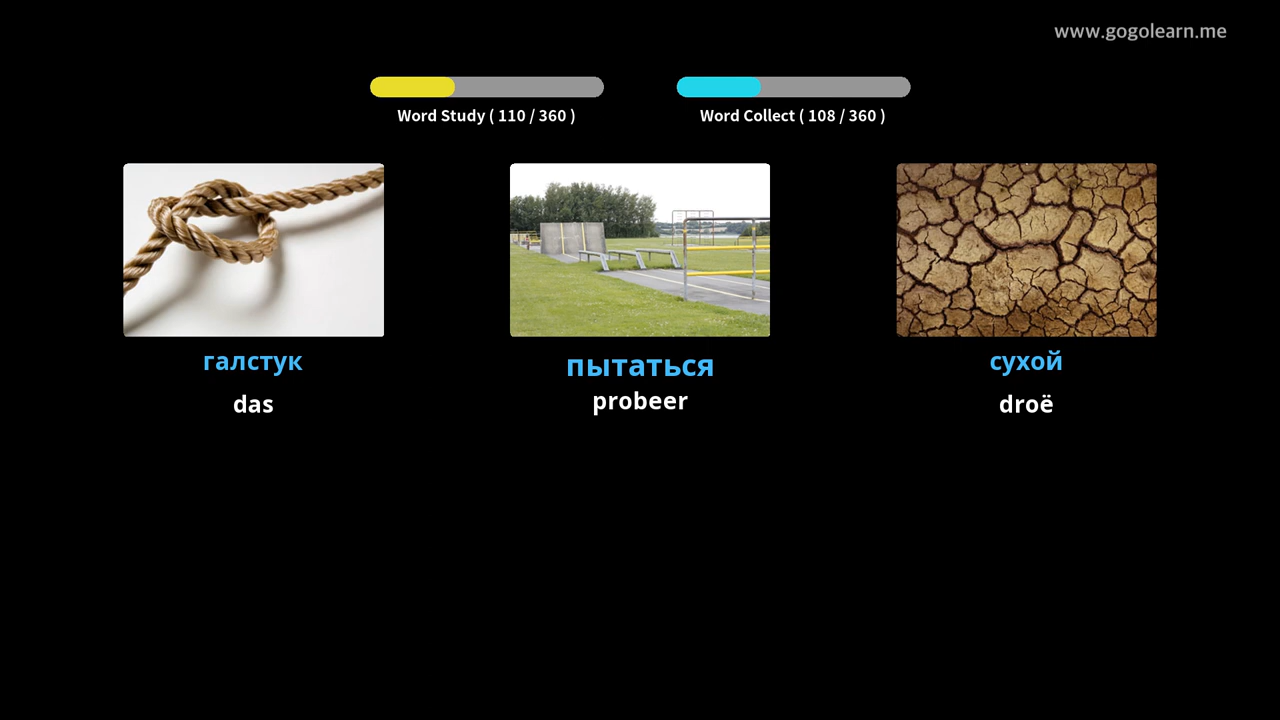 www.gogolearn.me
Word Study ( 110 / 360 )
Word Collect ( 108 / 360 )
галстук
das
пытаться
probeer
сухой
droë